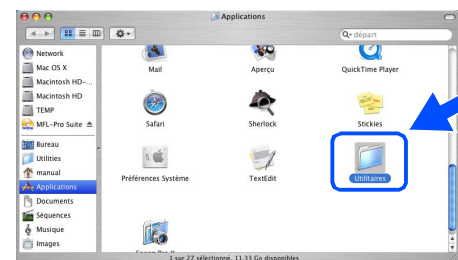 Applications
départ
Network
Mac OS X
Macintosh HD-...
Macintosh HD
TEMP
MFL-Pro Suite
Bureau
Utilities
manual
Applications
Documents
Séquences
Musique
Images
Mail
Aperçu
QuickTime Player
Safari
Sherlock
Stickies
Préférences Système
TextEdit
Utilitaires
1 sur 27 sélectionné, 11.33 Go disponibles